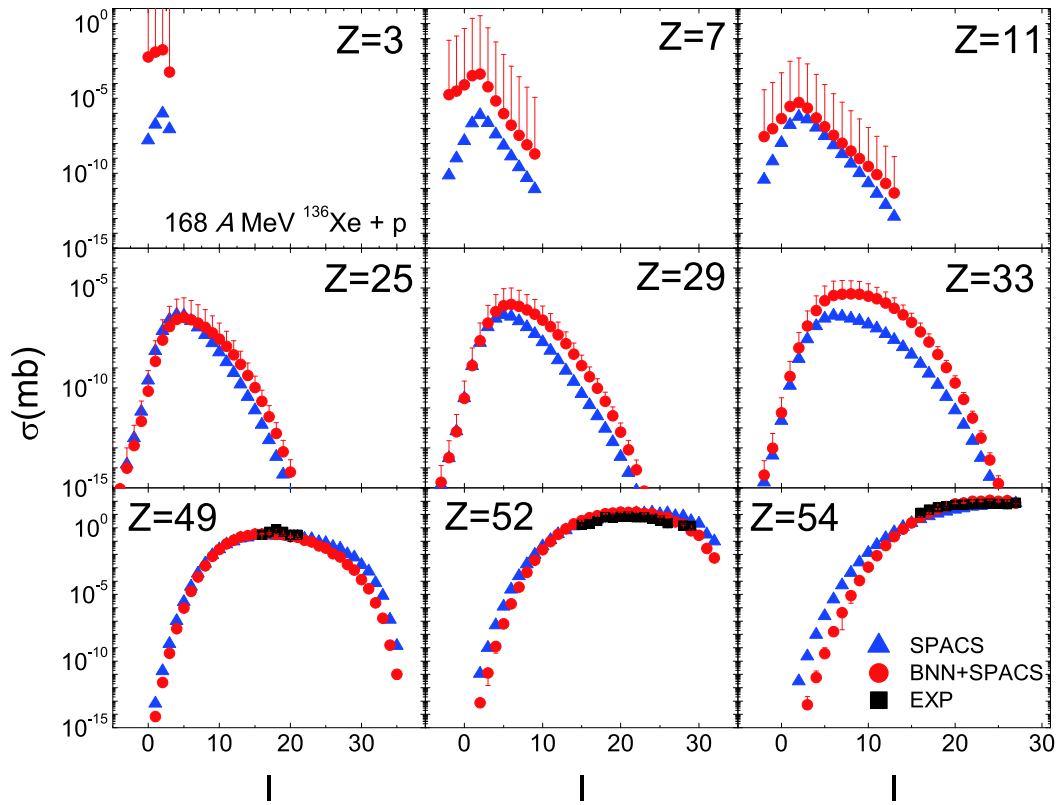 10^0
Z=3
Z=7
Z=11
10^-5
10^-10
168 A MeV ^136Xe + p
10^-15
Z=25
Z=29
Z=33
10^-5
10^-10
σ(mb)
10^-15
Z=49
Z=52
Z=54
10^0
10^-5
SPACS
10^-10
BNN+SPACS
EXP
10^-15
0 10 20 30 0 10 20 30 0 10 20 30
I I I